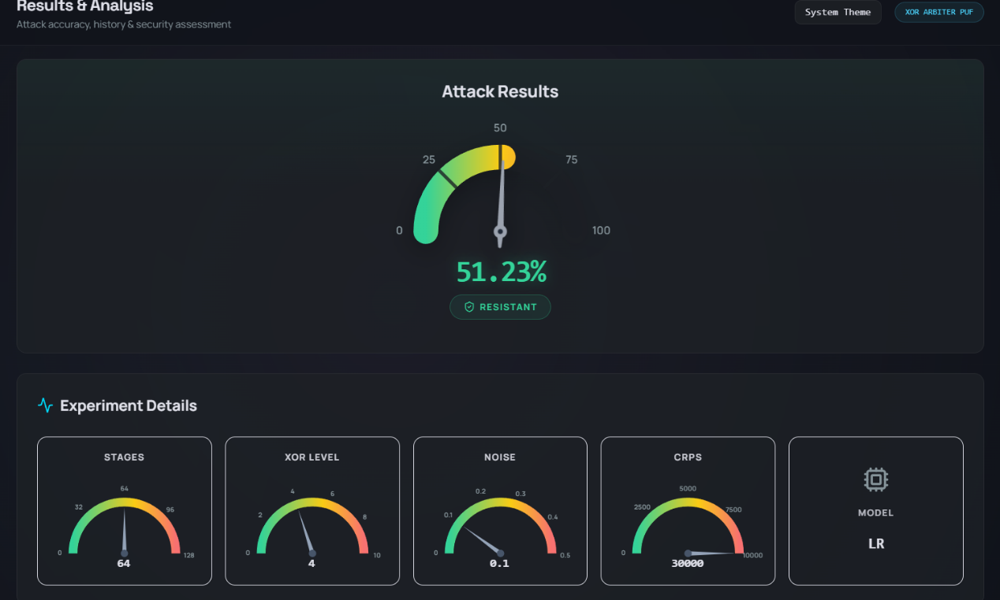 Results & Analysis
Attack accuracy, history & security assessment
System Theme
XOR ARBITER PUF
Attack Results
50
25
75
0
100
51.23%
RESISTANT
Experiment Details
STAGES
64
32
96
0
128
64
XOR LEVEL
4
6
2
8
0
10
4
NOISE
0.2
0.3
0.1
0.4
0
0.5
0.1
CRPS
5000
2500
7500
0
10000
30000
MODEL
LR